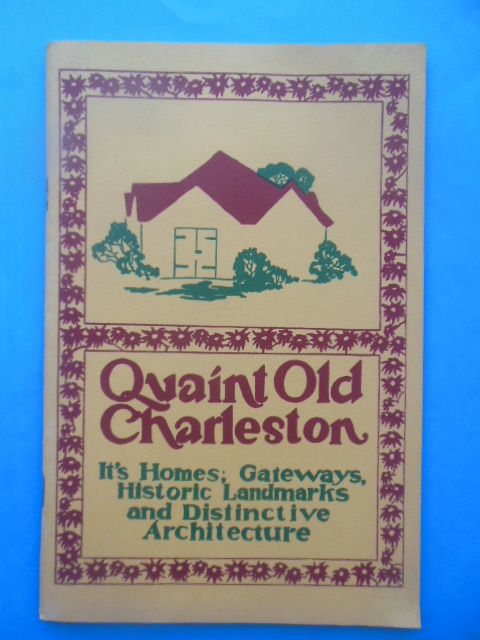 Quaint Old
Charleston
It's Homes; Gateways,
Historic Landmarks
and Distinctive
Architecture